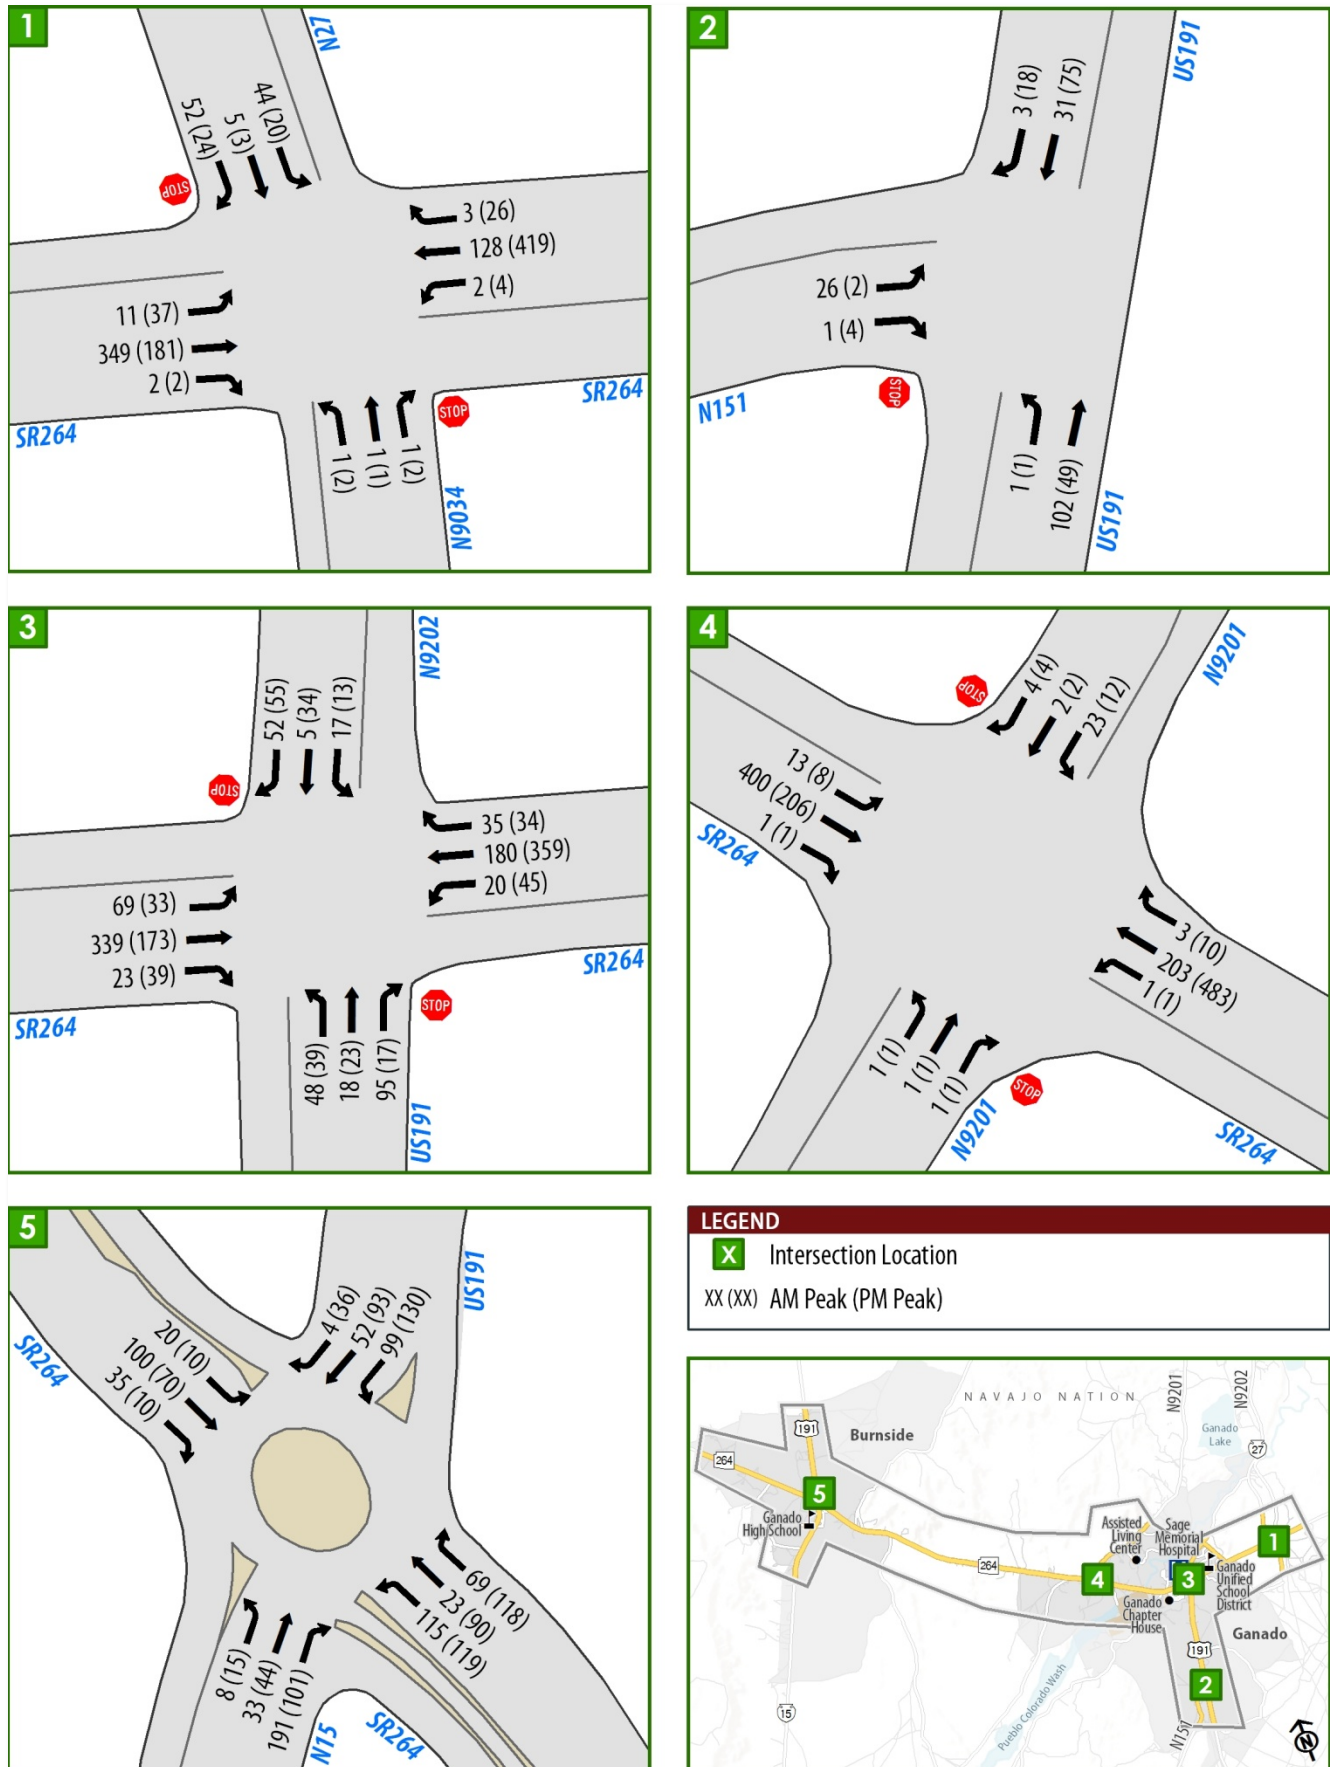 1
N27
52 (24)
5 (3)
44 (20)
STOP
3 (26)
128 (419)
2 (4)
11 (37)
349 (181)
2 (2)
1 (2)
1 (1)
1 (2)
STOP
SR264
SR264
N9034
2
US191
3 (18)
31 (75)
26 (2)
1 (4)
STOP
N151
1 (1)
102 (49)
US191
3
N9202
52 (55)
5 (34)
17 (13)
STOP
35 (34)
180 (359)
20 (45)
69 (33)
339 (173)
23 (39)
48 (39)
18 (23)
95 (17)
STOP
SR264
SR264
US191
4
N9201
STOP
4 (4)
2 (2)
23 (12)
13 (8)
400 (206)
1 (1)
SR264
3 (10)
203 (483)
1 (1)
1 (1)
1 (1)
1 (1)
STOP
N9201
SR264
5
US191
4 (36)
52 (93)
99 (130)
20 (10)
100 (70)
35 (10)
SR264
69 (118)
23 (90)
115 (119)
8 (15)
33 (44)
191 (101)
N15
SR264
LEGEND
X Intersection Location
XX (XX) AM Peak (PM Peak)
NAVAJO NATION
N9201
N9202
Ganado
Lake
27
191
Burnside
264
5
Ganado
High School
264
Assisted
Living
Center
Sage
Memorial
Hospital
1
4
3
Ganado
Unified
School
District
Ganado
Chapter
House
191
Ganado
2
N151
Pueblo Colorado Wash
15
N